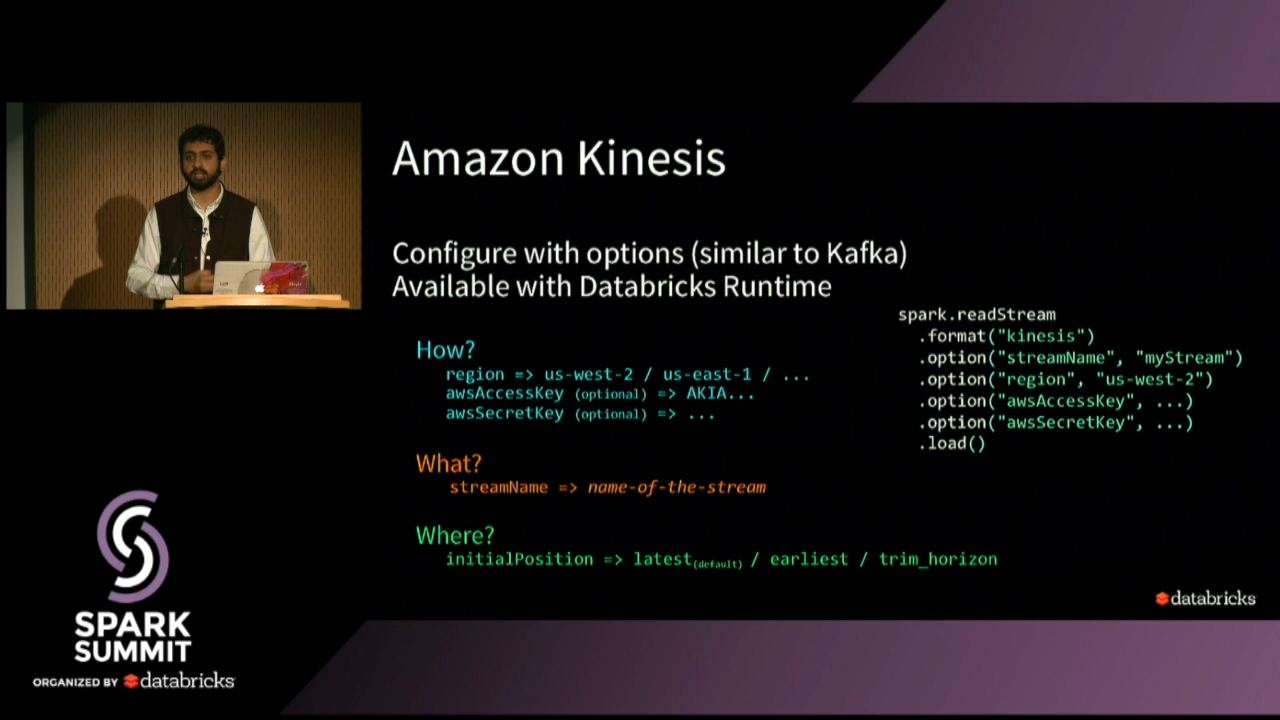 Amazon Kinesis
Configure with options (similar to Kafka)
Available with Databricks Runtime
How?
region => us-west-2 / us-east-1 / ...
awsAccessKey (optional) => AKIA...
awsSecretKey (optional) => ...
What?
streamName => name-of-the-stream
Where?
initialPosition => latest(default) / earliest / trim_horizon
spark.readStream
.format("kinesis")
.option("streamName", "myStream")
.option("region", "us-west-2")
.option("awsAccessKey", ...)
.option("awsSecretKey", ...)
.load()
databricks
SPARK
SUMMIT
ORGANIZED BY databricks